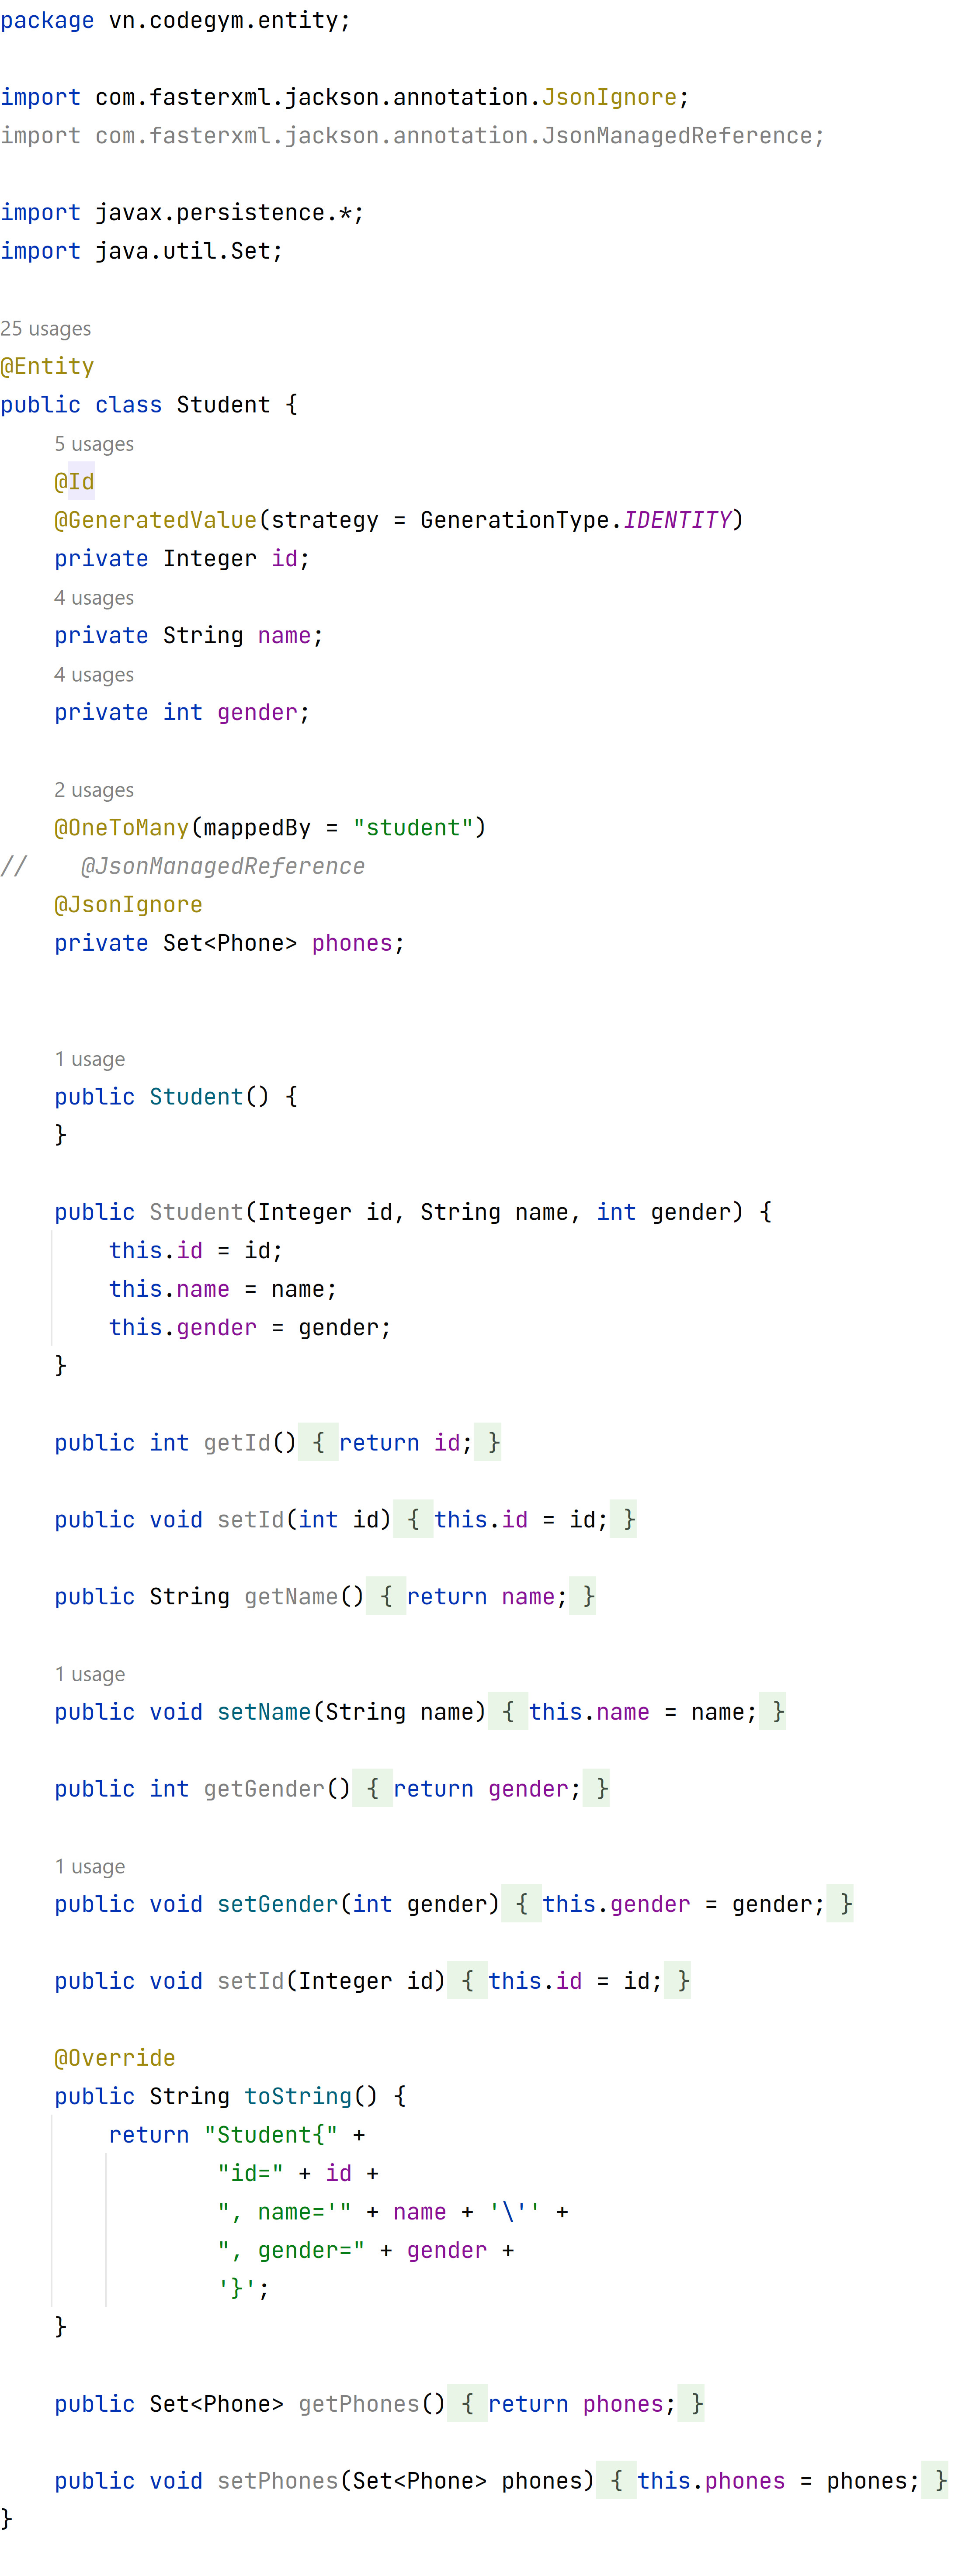 package vn.codegym.entity;
import com.fasterxml.jackson.annotation.JsonIgnore;
import com.fasterxml.jackson.annotation.JsonManagedReference;
import javax.persistence.*;
import java.util.Set;
25 usages
@Entity
public class Student {
5 usages
@Id
@GeneratedValue(strategy = GenerationType.IDENTITY)
private Integer id;
4 usages
private String name;
4 usages
private int gender;
2 usages
@OneToMany(mappedBy = "student")
//    @JsonManagedReference
@JsonIgnore
private Set<Phone> phones;
1 usage
public Student() {
}
public Student(Integer id, String name, int gender) {
this.id = id;
this.name = name;
this.gender = gender;
}
public int getId() { return id; }
public void setId(int id) { this.id = id; }
public String getName() { return name; }
1 usage
public void setName(String name) { this.name = name; }
public int getGender() { return gender; }
1 usage
public void setGender(int gender) { this.gender = gender; }
public void setId(Integer id) { this.id = id; }
@Override
public String toString() {
return "Student{" +
"id=" + id +
", name='" + name + '\'' +
", gender=" + gender +
'}';
}
public Set<Phone> getPhones() { return phones; }
public void setPhones(Set<Phone> phones) { this.phones = phones; }
}